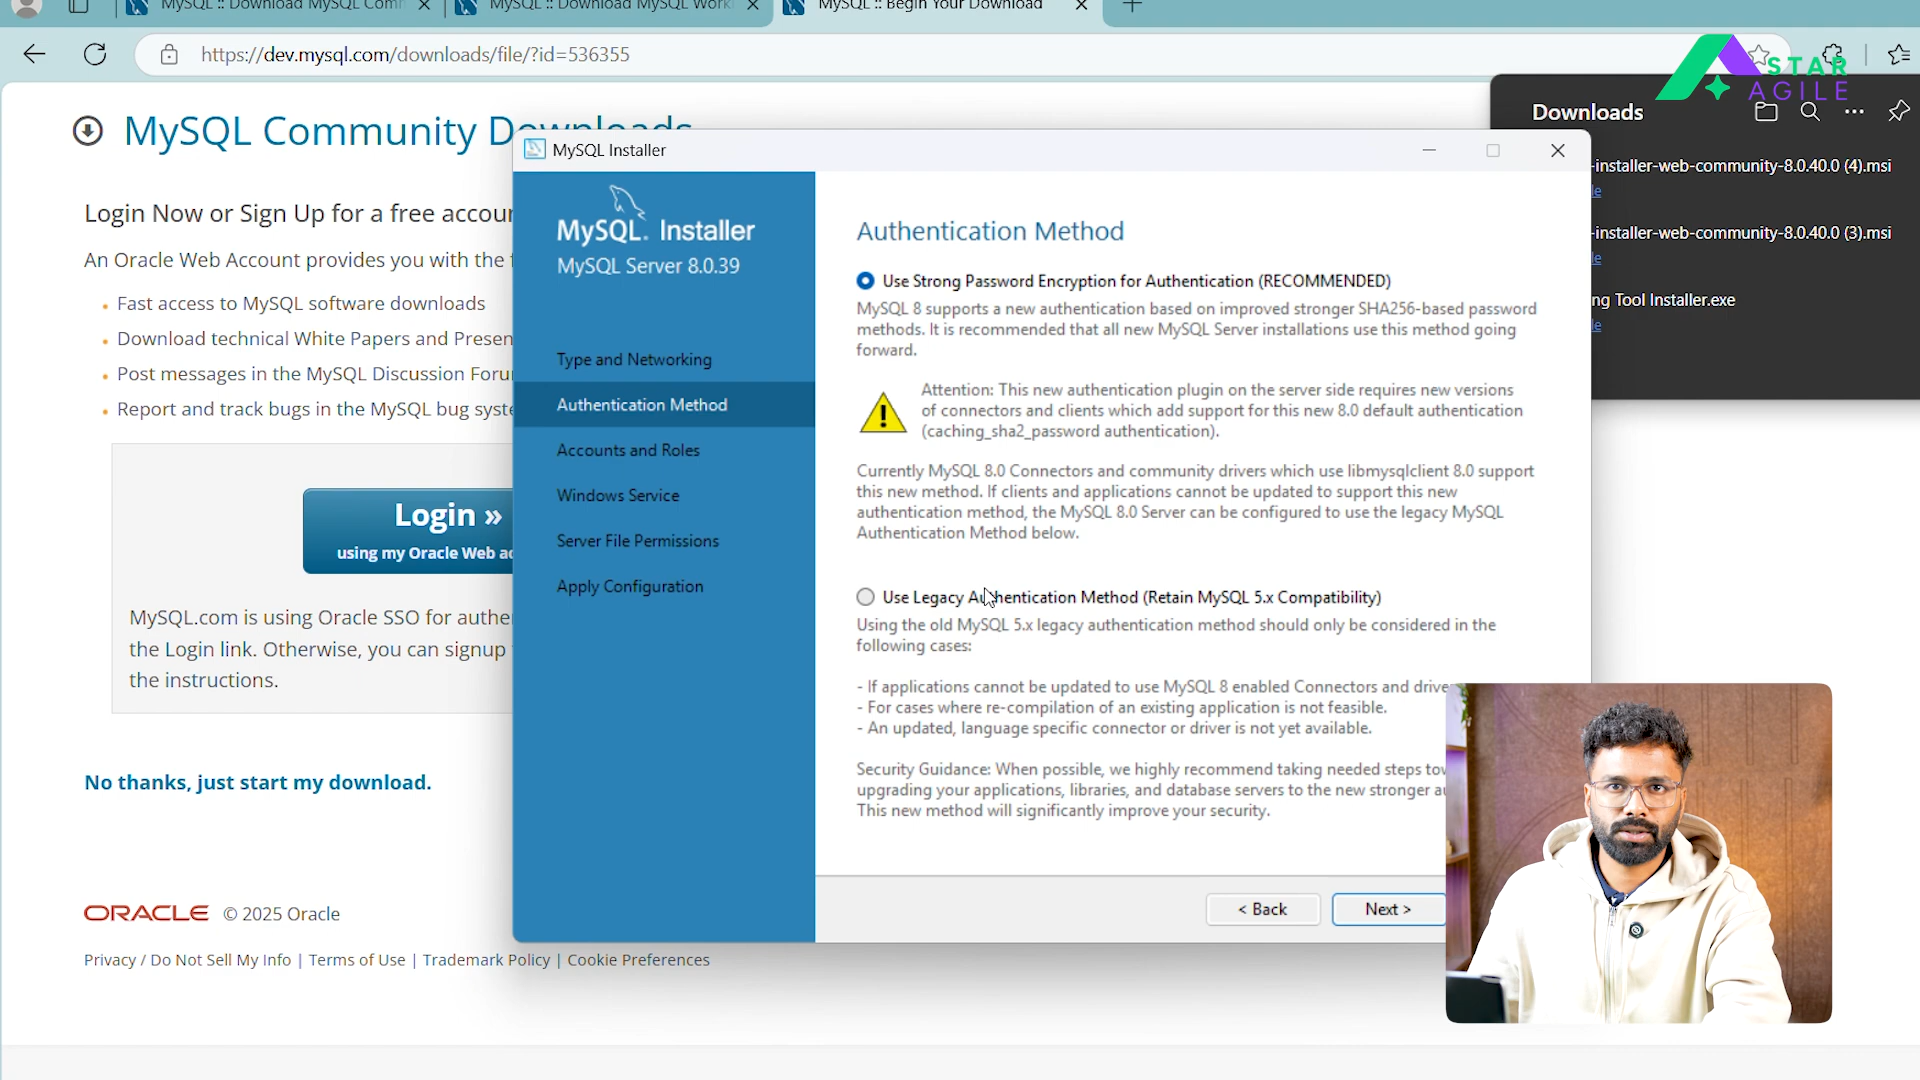 MySQL :: Download MySQL Com
MySQL :: Download MySQL Work
MySQL :: Begin Your Download
https://dev.mysql.com/downloads/file/?id=536355
STAR
AGILE
MySQL Community Downloads
Login Now or Sign Up for a free accou
An Oracle Web Account provides you with the
Fast access to MySQL software downloads
Download technical White Papers and Presen
Post messages in the MySQL Discussion Foru
Report and track bugs in the MySQL bug syste
Login »
using my Oracle Web ac
MySQL.com is using Oracle SSO for authe
the Login link. Otherwise, you can signup
the instructions.
No thanks, just start my download.
ORACLE © 2025 Oracle
Privacy / Do Not Sell My Info | Terms of Use | Trademark Policy | Cookie Preferences
MySQL Installer
MySQL. Installer
MySQL Server 8.0.39
Type and Networking
Authentication Method
Accounts and Roles
Windows Service
Server File Permissions
Apply Configuration
Authentication Method
Use Strong Password Encryption for Authentication (RECOMMENDED)
MySQL 8 supports a new authentication based on improved stronger SHA256-based password
methods. It is recommended that all new MySQL Server installations use this method going
forward.
Attention: This new authentication plugin on the server side requires new versions
of connectors and clients which add support for this new 8.0 default authentication
(caching_sha2_password authentication).
Currently MySQL 8.0 Connectors and community drivers which use libmysqlclient 8.0 support
this new method. If clients and applications cannot be updated to support this new
authentication method, the MySQL 8.0 Server can be configured to use the legacy MySQL
Authentication Method below.
Use Legacy Authentication Method (Retain MySQL 5.x Compatibility)
Using the old MySQL 5.x legacy authentication method should only be considered in the
following cases:
- If applications cannot be updated to use MySQL 8 enabled Connectors and drive
- For cases where re-compilation of an existing application is not feasible.
- An updated, language specific connector or driver is not yet available.
Security Guidance: When possible, we highly recommend taking needed steps tow
upgrading your applications, libraries, and database servers to the new stronger au
This new method will significantly improve your security.
< Back
Next >
Downloads
-installer-web-community-8.0.40.0 (4).msi
le
-installer-web-community-8.0.40.0 (3).msi
le
ng Tool Installer.exe
le